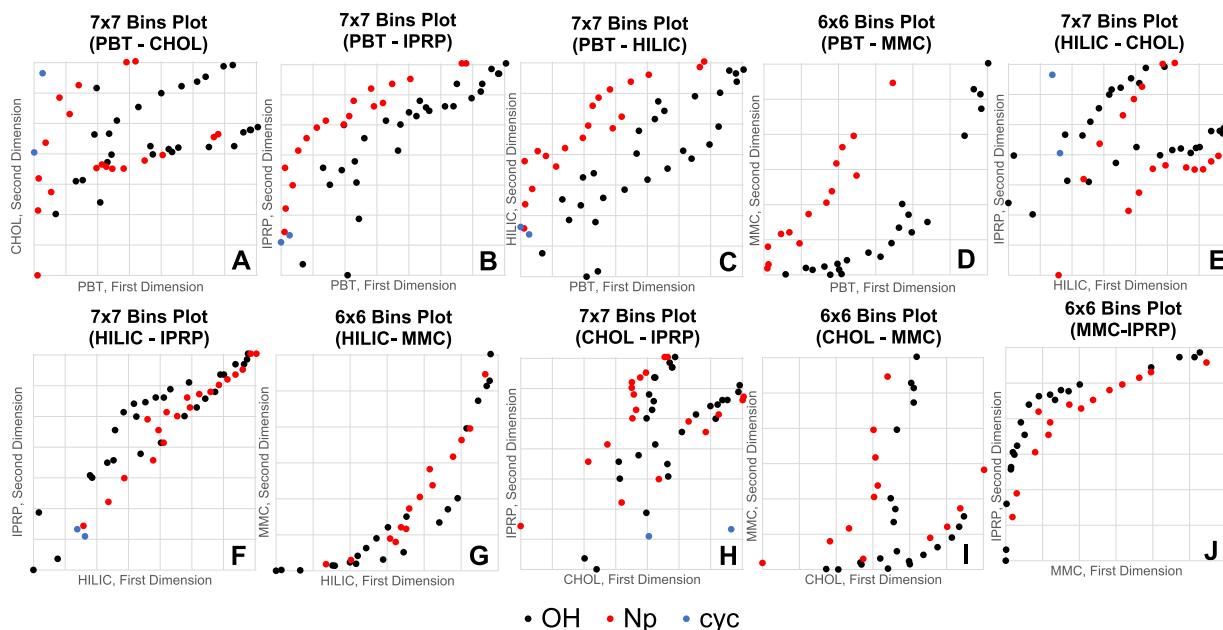 7x7 Bins Plot
(PBT - CHOL)
CHOL, Second Dimension
PBT, First Dimension
A
7x7 Bins Plot
(PBT - IPRP)
IPRP, Second Dimension
PBT, First Dimension
B
7x7 Bins Plot
(PBT - HILIC)
HILIC, Second Dimension
PBT, First Dimension
C
6x6 Bins Plot
(PBT - MMC)
MMC, Second Dimension
PBT, First Dimension
D
7x7 Bins Plot
(HILIC - CHOL)
IPRP, Second Dimension
HILIC, First Dimension
E
7x7 Bins Plot
(HILIC - IPRP)
IPRP, Second Dimension
HILIC, First Dimension
F
6x6 Bins Plot
(HILIC- MMC)
MMC, Second Dimension
HILIC, First Dimension
G
7x7 Bins Plot
(CHOL - IPRP)
IPRP, Second Dimension
CHOL, First Dimension
H
6x6 Bins Plot
(CHOL - MMC)
MMC, Second Dimension
CHOL, First Dimension
I
6x6 Bins Plot
(MMC-IPRP)
IPRP, Second Dimension
MMC, First Dimension
J
OH Np cyc